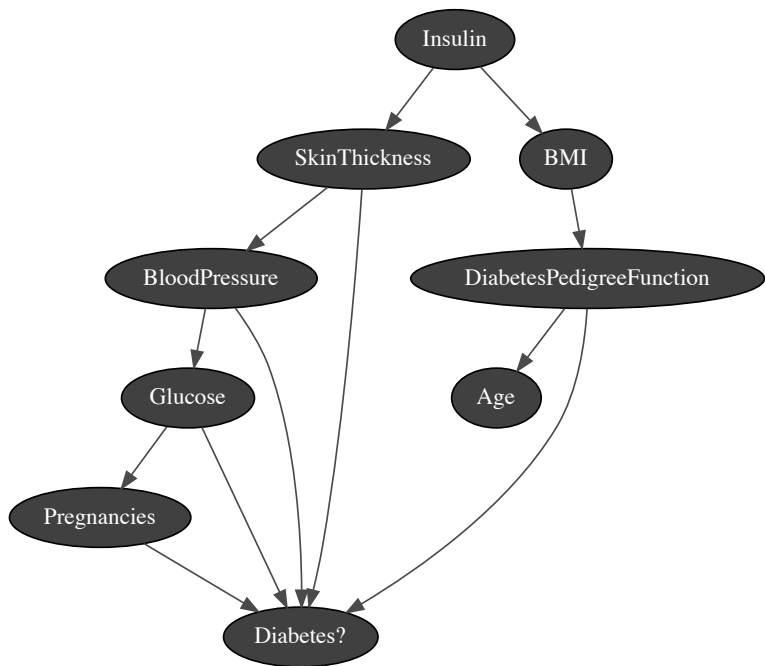 Insulin
SkinThickness
BMI
BloodPressure
DiabetesPedigreeFunction
Glucose
Age
Pregnancies
Diabetes?